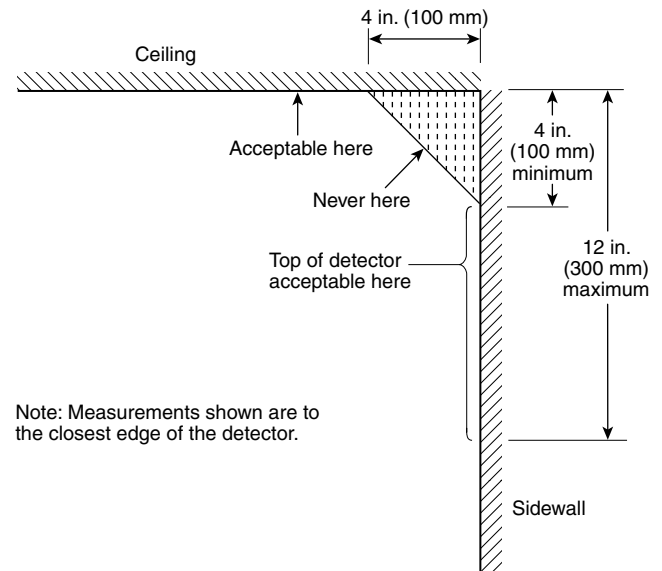 4 in. (100 mm)
Ceiling
Acceptable here
4 in.
(100 mm)
minimum
Never here
Top of detector
acceptable here
12 in.
(300 mm)
maximum
Note: Measurements shown are to
the closest edge of the detector.
Sidewall